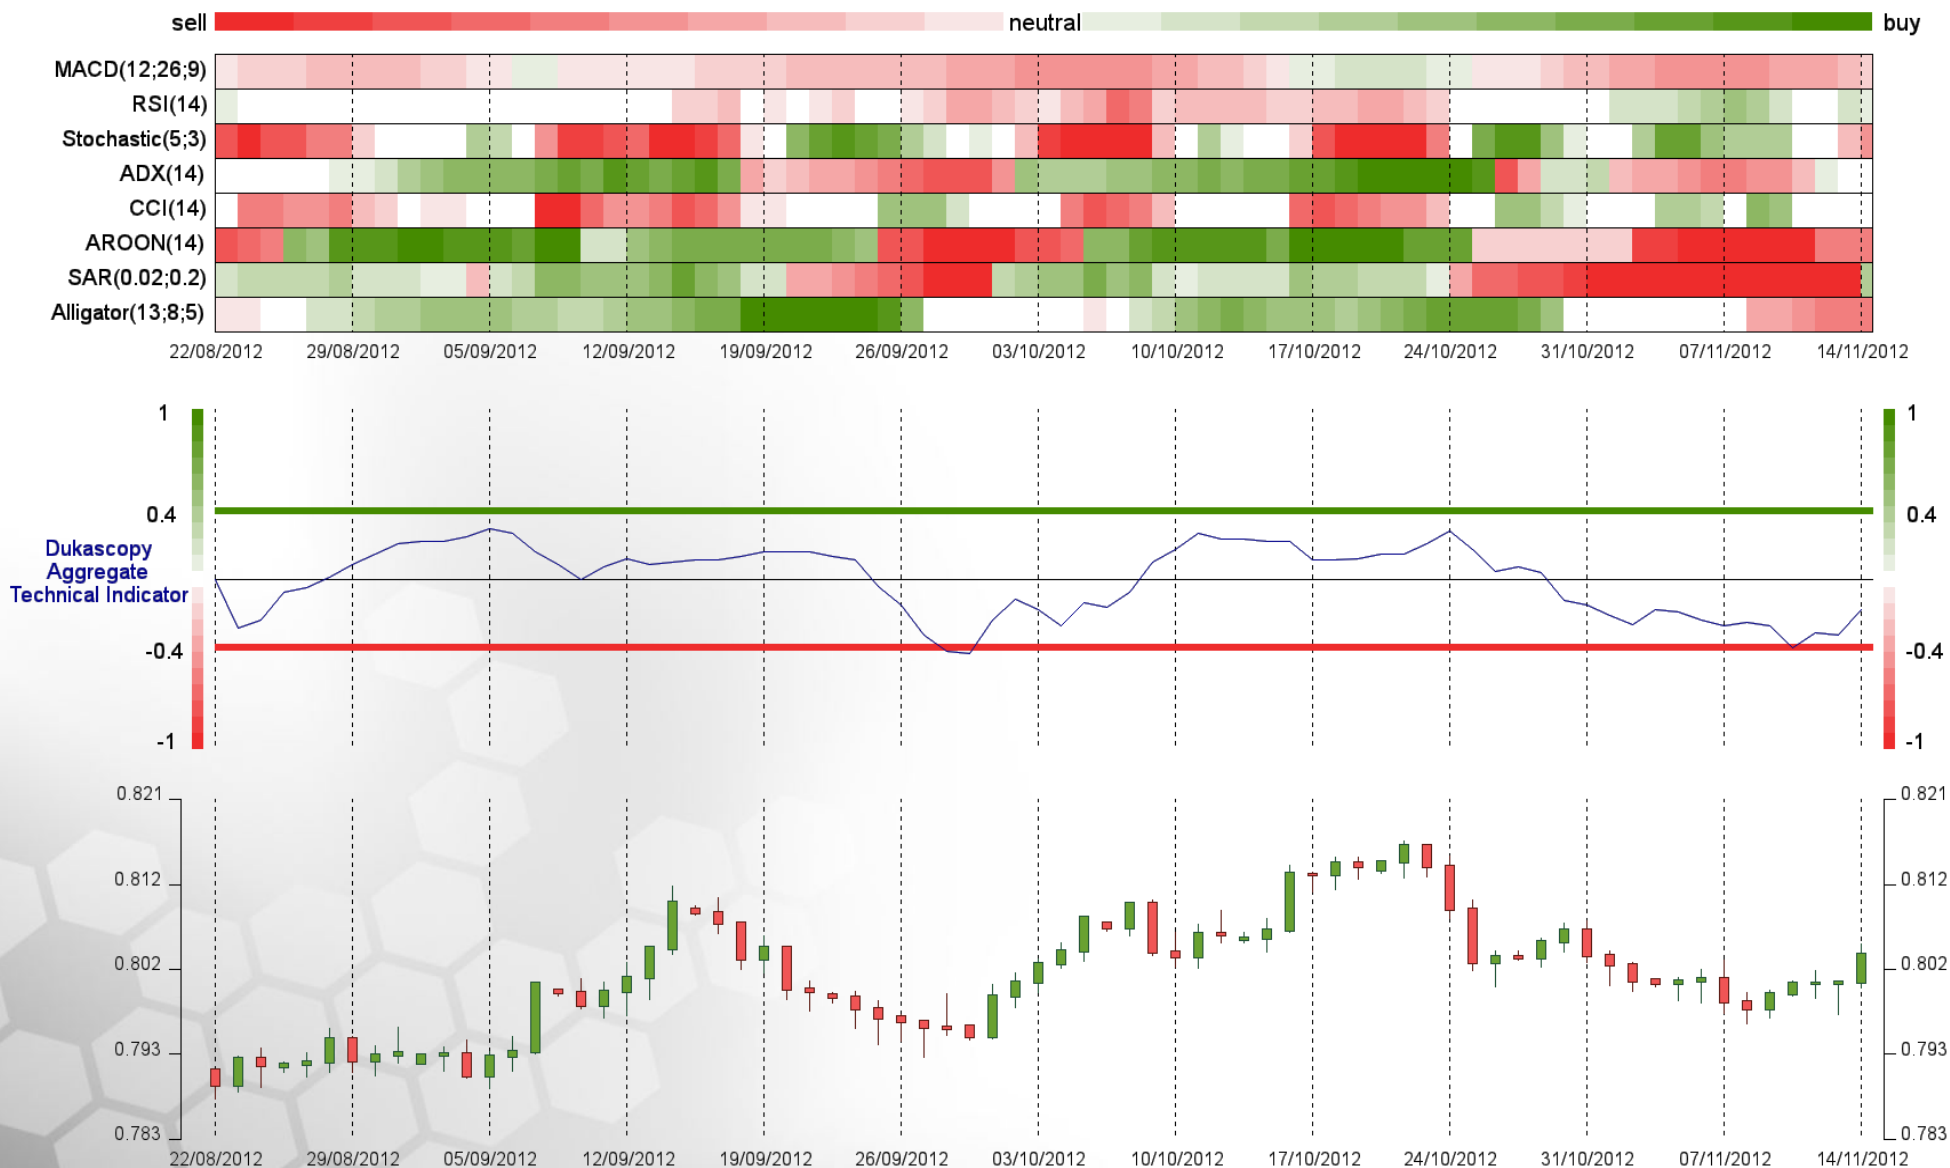 sell neutral buy
MACD(12;26;9)
RSI(14)
Stochastic(5;3)
ADX(14)
CCI(14)
AROON(14)
SAR(0.02;0.2)
Alligator(13;8;5)
22/08/2012 29/08/2012 05/09/2012 12/09/2012 19/09/2012 26/09/2012 03/10/2012 10/10/2012 17/10/2012 24/10/2012 31/10/2012 07/11/2012 14/11/2012
1 1
0.4 0.4
Dukascopy
Aggregate
Technical Indicator
-0.4 -0.4
-1 -1
0.821 0.821
0.812 0.812
0.802 0.802
0.793 0.793
0.783 0.783
22/08/2012 29/08/2012 05/09/2012 12/09/2012 19/09/2012 26/09/2012 03/10/2012 10/10/2012 17/10/2012 24/10/2012 31/10/2012 07/11/2012 14/11/2012